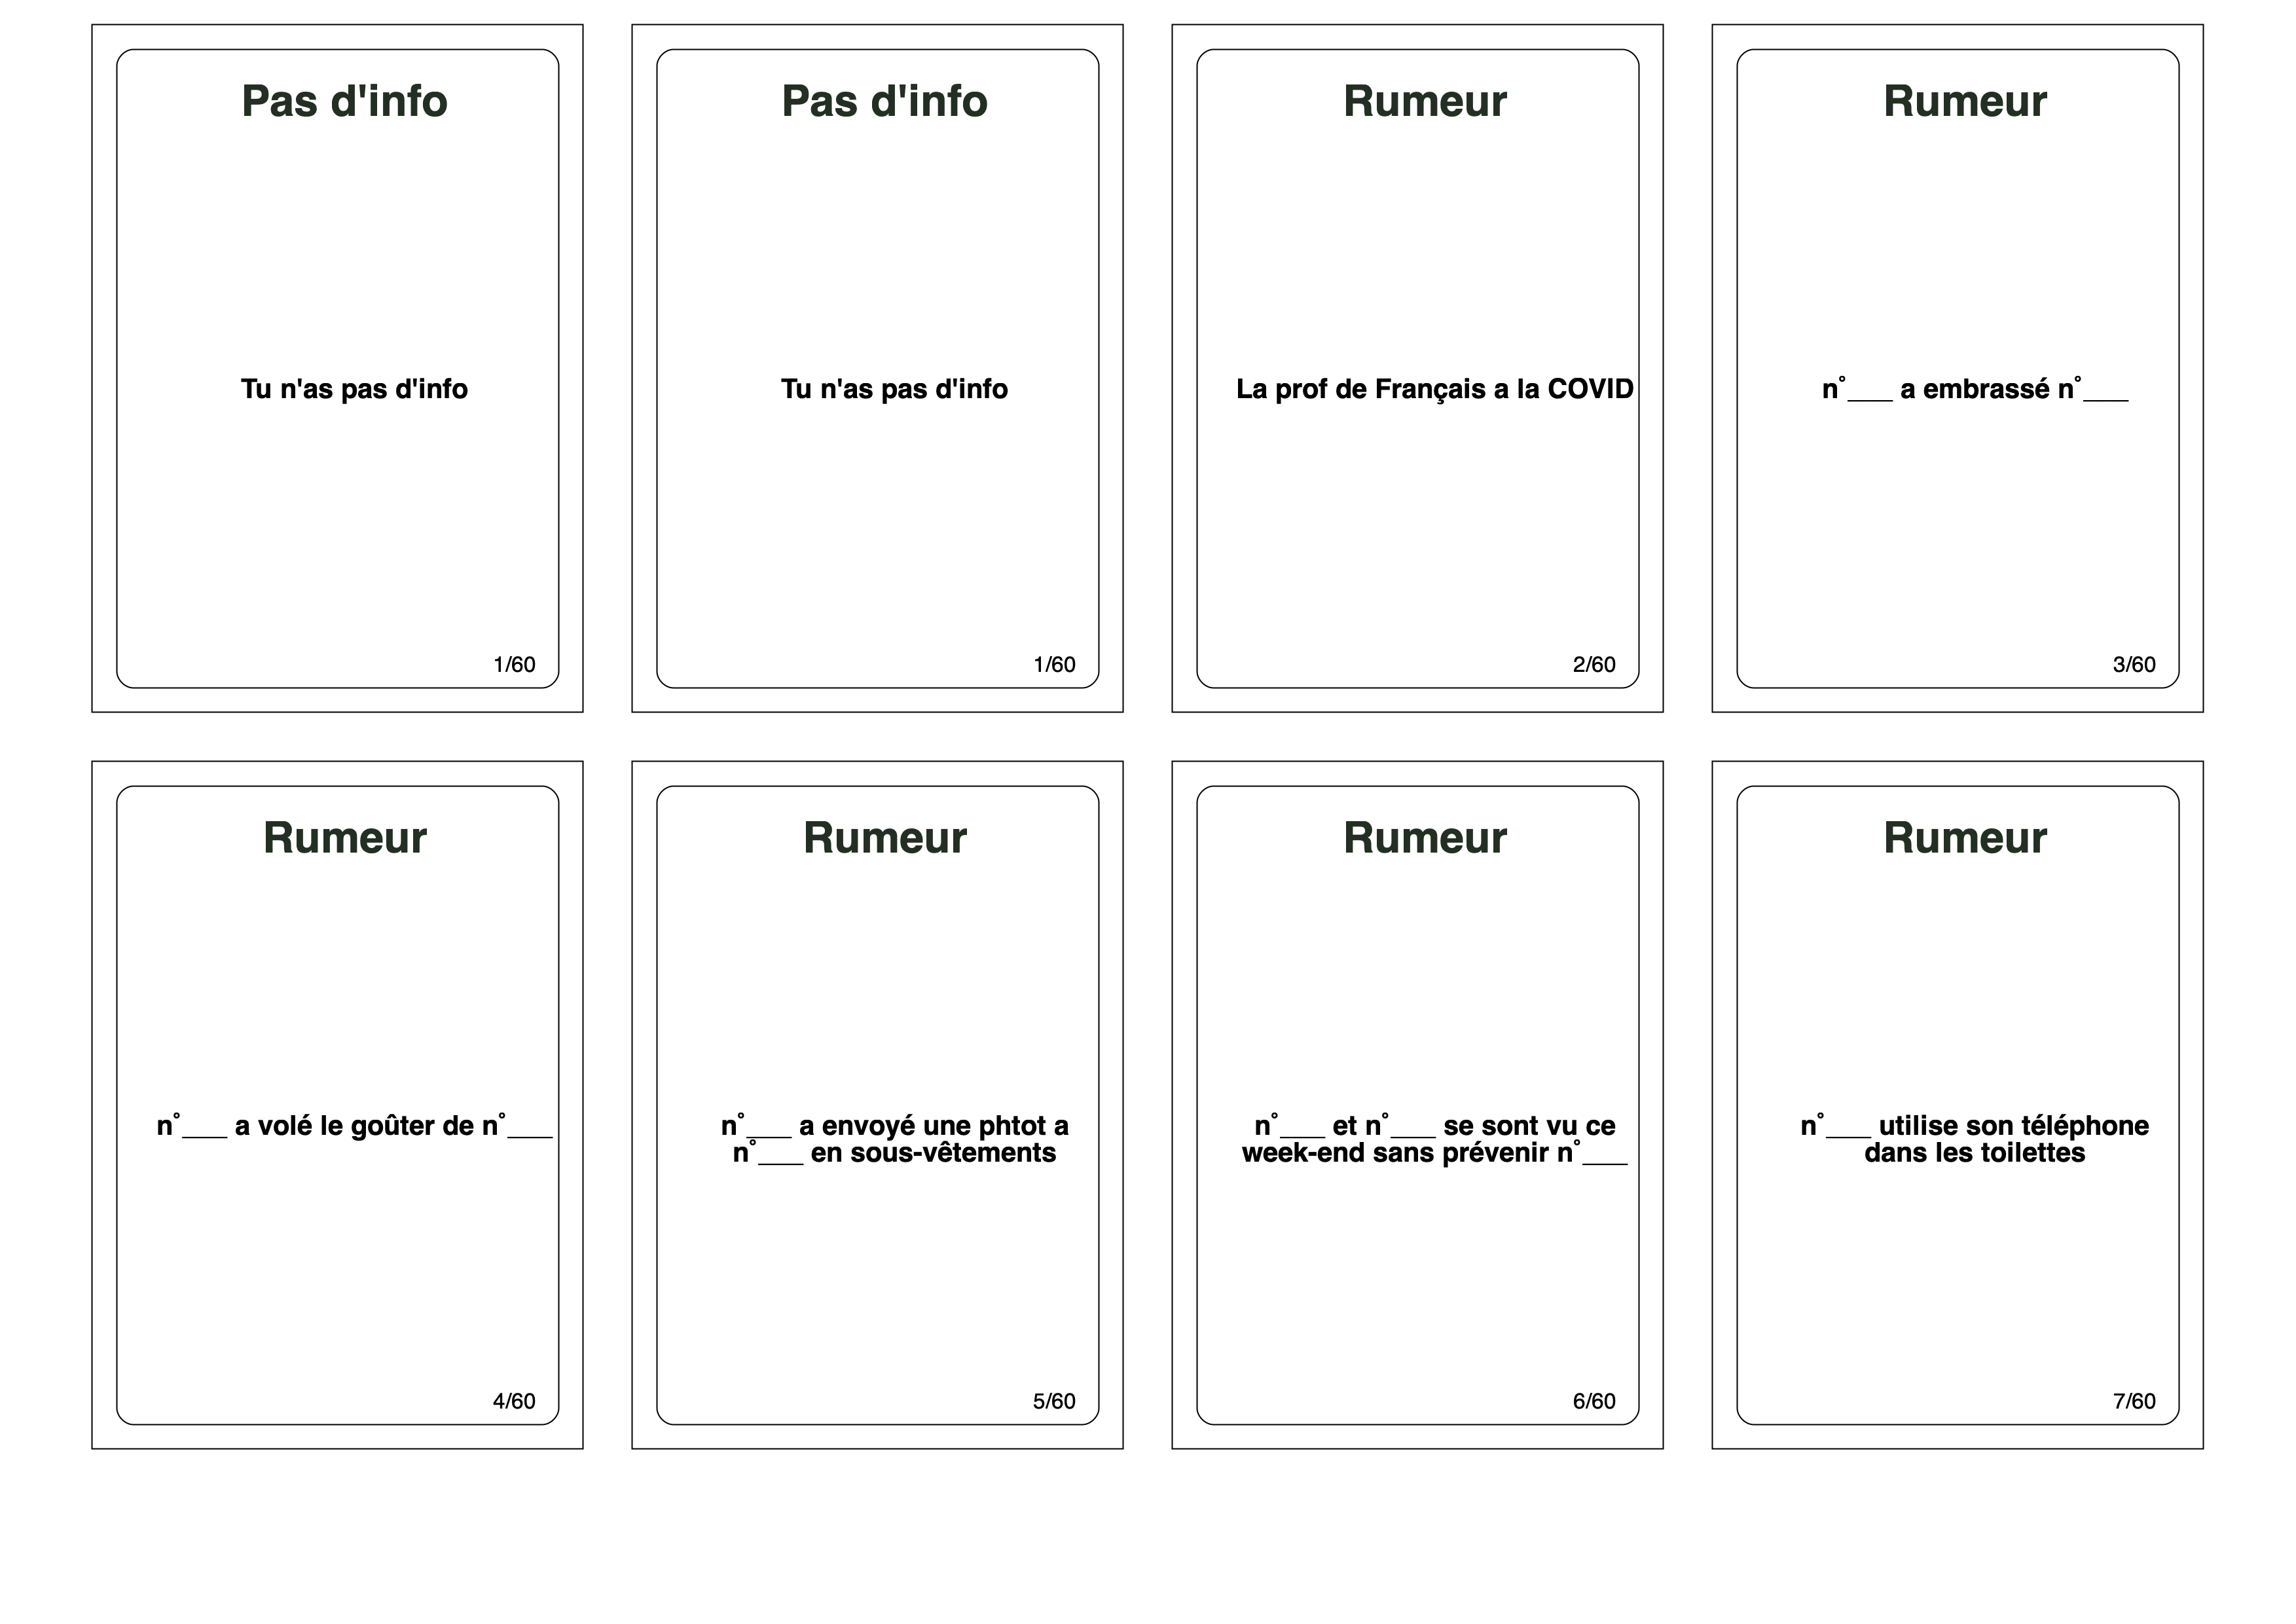 Pas d'info
Tu n'as pas d'info
1/60
Pas d'info
Tu n'as pas d'info
1/60
Rumeur
La prof de Français a la COVID
2/60
Rumeur
n°___ a embrassé n°___
3/60
Rumeur
n°___ a volé le goûter de n°___
4/60
Rumeur
n°___ a envoyé une phtot a
n°___ en sous-vêtements
5/60
Rumeur
n°___ et n°___ se sont vu ce
week-end sans prévenir n°___
6/60
Rumeur
n°___ utilise son téléphone
dans les toilettes
7/60